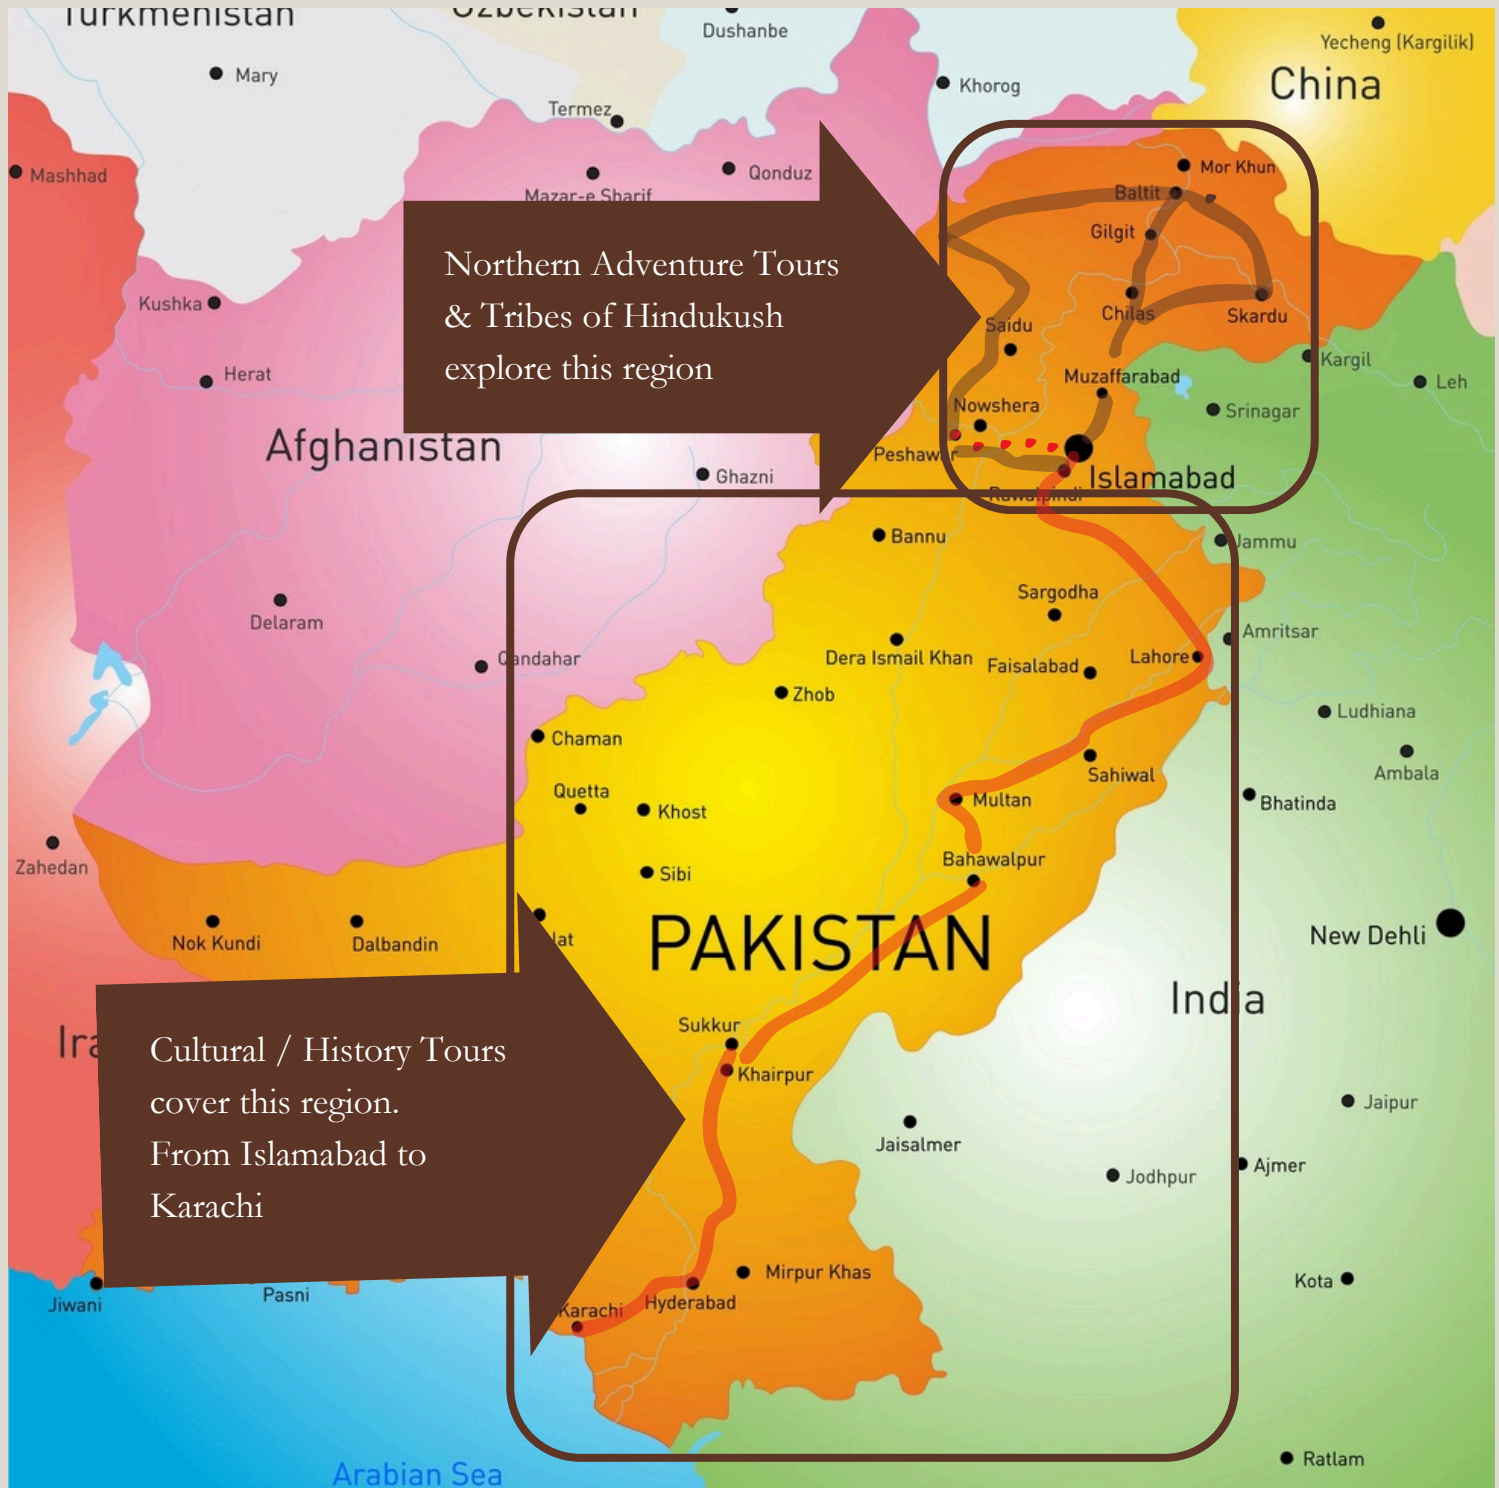 Turkmenistan
Uzbekistan
Dushanbe
Yecheng (Kargilik)
Mary
Khorog
China
Termez
Mashhad
Qonduz
Mor Khun
Mazar-e Sharif
Baltit
Gilgit
Northern Adventure Tours
& Tribes of Hindukush
explore this region
Kushka
Chilas
Skardu
Saidu
Herat
Kargil
Muzaffarabad
Leh
Nowshera
Srinagar
Afghanistan
Peshawar
Ghazni
Islamabad
Rawalpindi
Bannu
Jammu
Sargodha
Delaram
Amritsar
Qandahar
Dera Ismail Khan
Faisalabad
Lahore
Zhob
Ludhiana
Chaman
Ambala
Sahiwal
Quetta
Khost
Multan
Bhatinda
Zahedan
Bahawalpur
Sibi
PAKISTAN
New Dehli
Nok Kundi
Dalbandin
lat
India
Sukkur
Ira
Khairpur
Cultural / History Tours
cover this region.
From Islamabad to
Karachi
Jaipur
Jaisalmer
Jodhpur
Ajmer
Mirpur Khas
Kota
Jiwani
Pasni
Karachi
Hyderabad
Arabian Sea
Ratlam